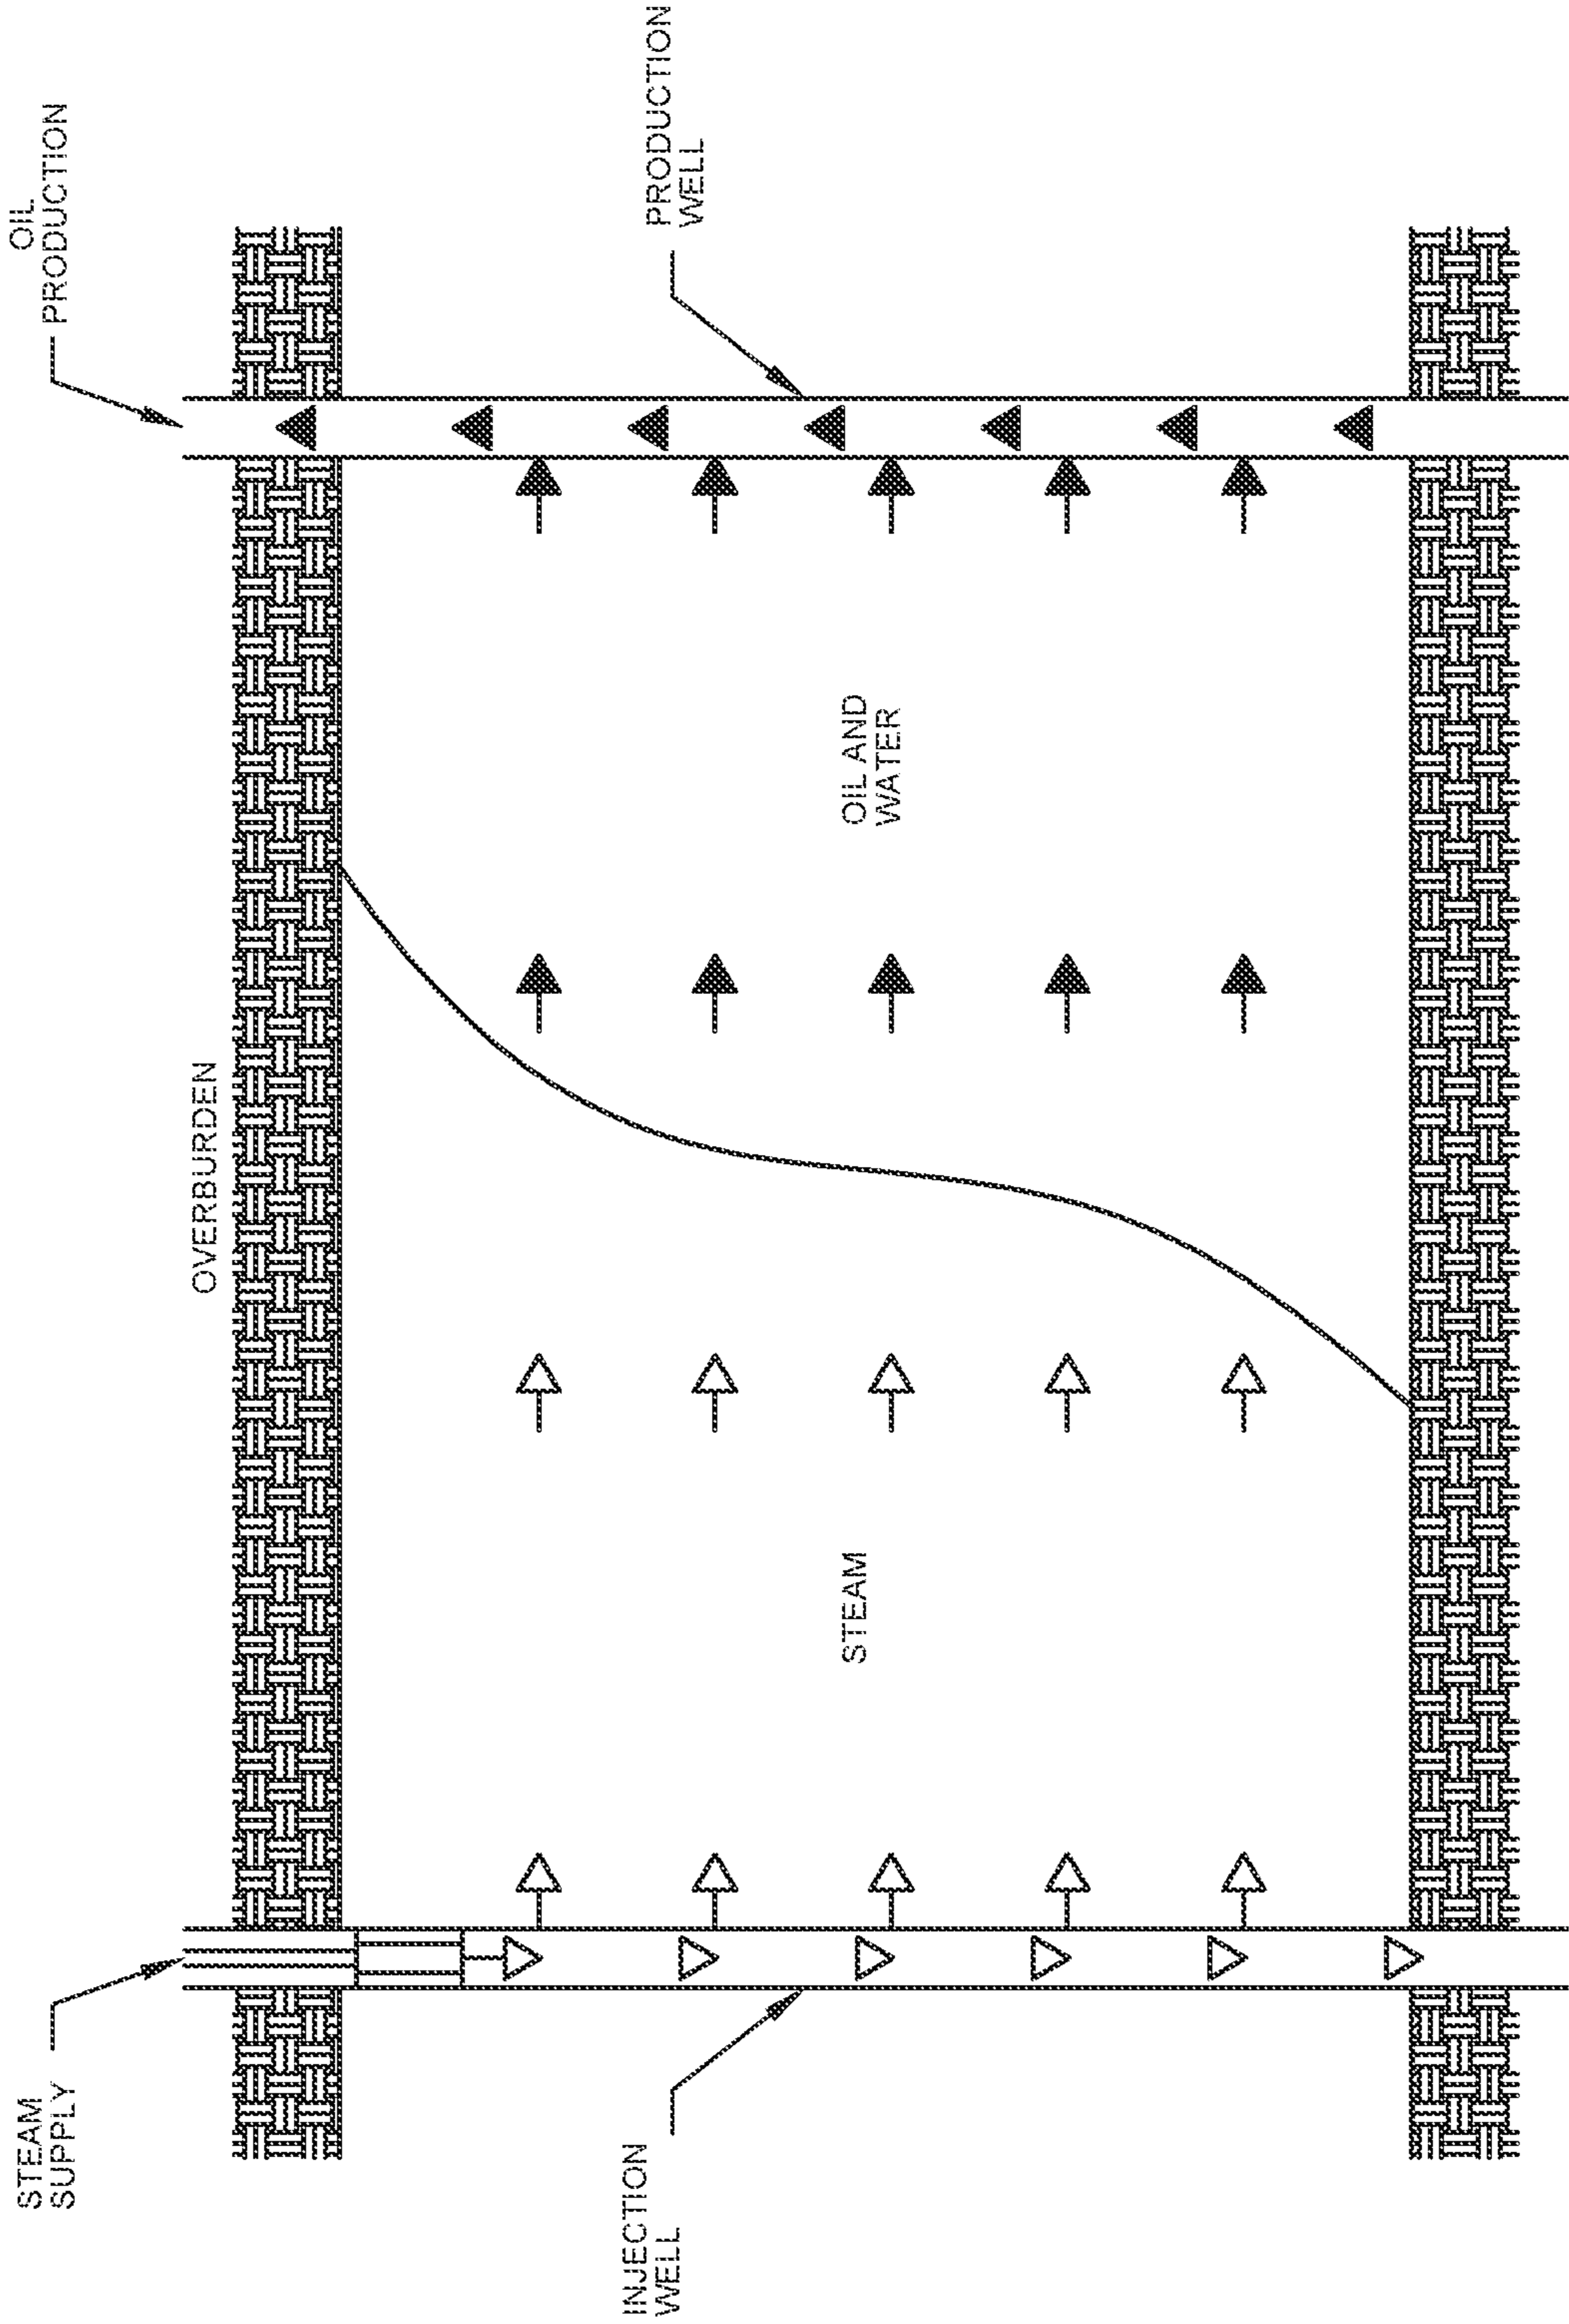 STEAM
SUPPLY
OIL
PRODUCTION
OVERBURDEN
INJECTION
WELL
PRODUCTION
WELL
STEAM
OIL AND
WATER